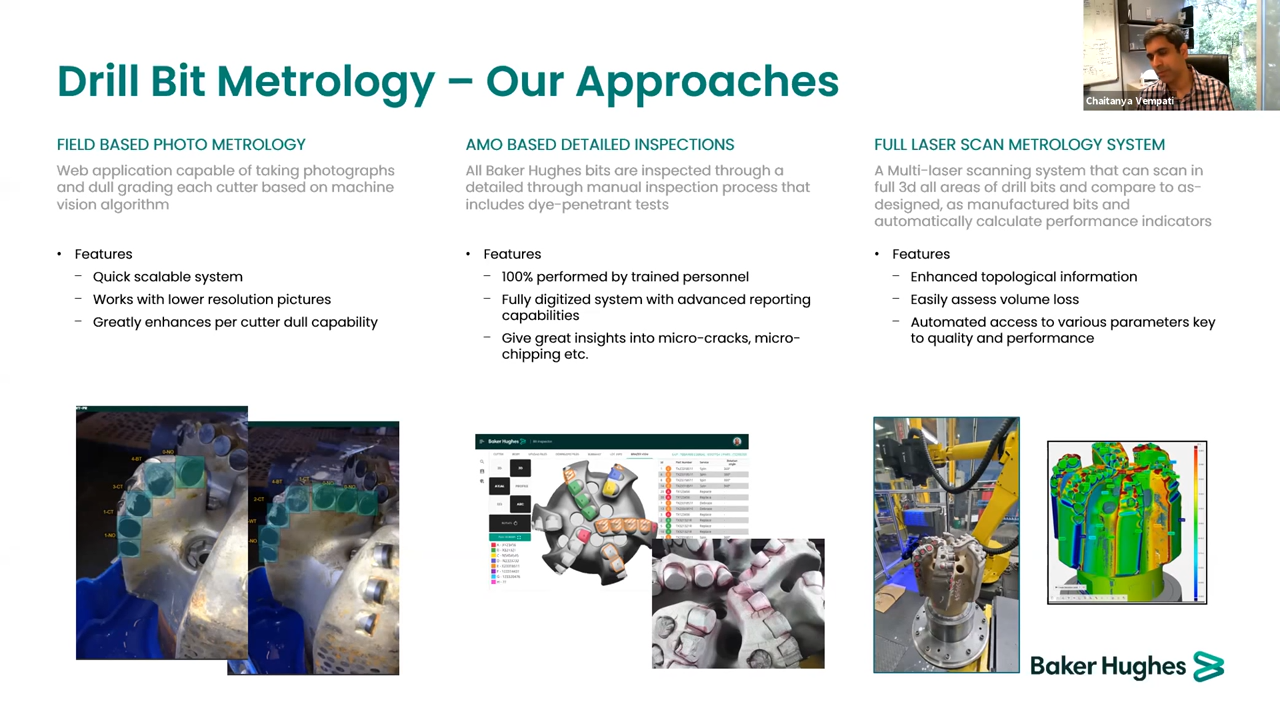 Drill Bit Metrology – Our Approaches
Chaitanya Vempati
FIELD BASED PHOTO METROLOGY
Web application capable of taking photographs
and dull grading each cutter based on machine
vision algorithm
• Features
– Quick scalable system
– Works with lower resolution pictures
– Greatly enhances per cutter dull capability
AMO BASED DETAILED INSPECTIONS
All Baker Hughes bits are inspected through a
detailed through manual inspection process that
includes dye-penetrant tests
• Features
– 100% performed by trained personnel
– Fully digitized system with advanced reporting
capabilities
– Give great insights into micro-cracks, micro-
chipping etc.
FULL LASER SCAN METROLOGY SYSTEM
A Multi-laser scanning system that can scan in
full 3d all areas of drill bits and compare to as-
designed, as manufactured bits and
automatically calculate performance indicators
• Features
– Enhanced topological information
– Easily assess volume loss
– Automated access to various parameters key
to quality and performance
Baker Hughes
Baker Hughes